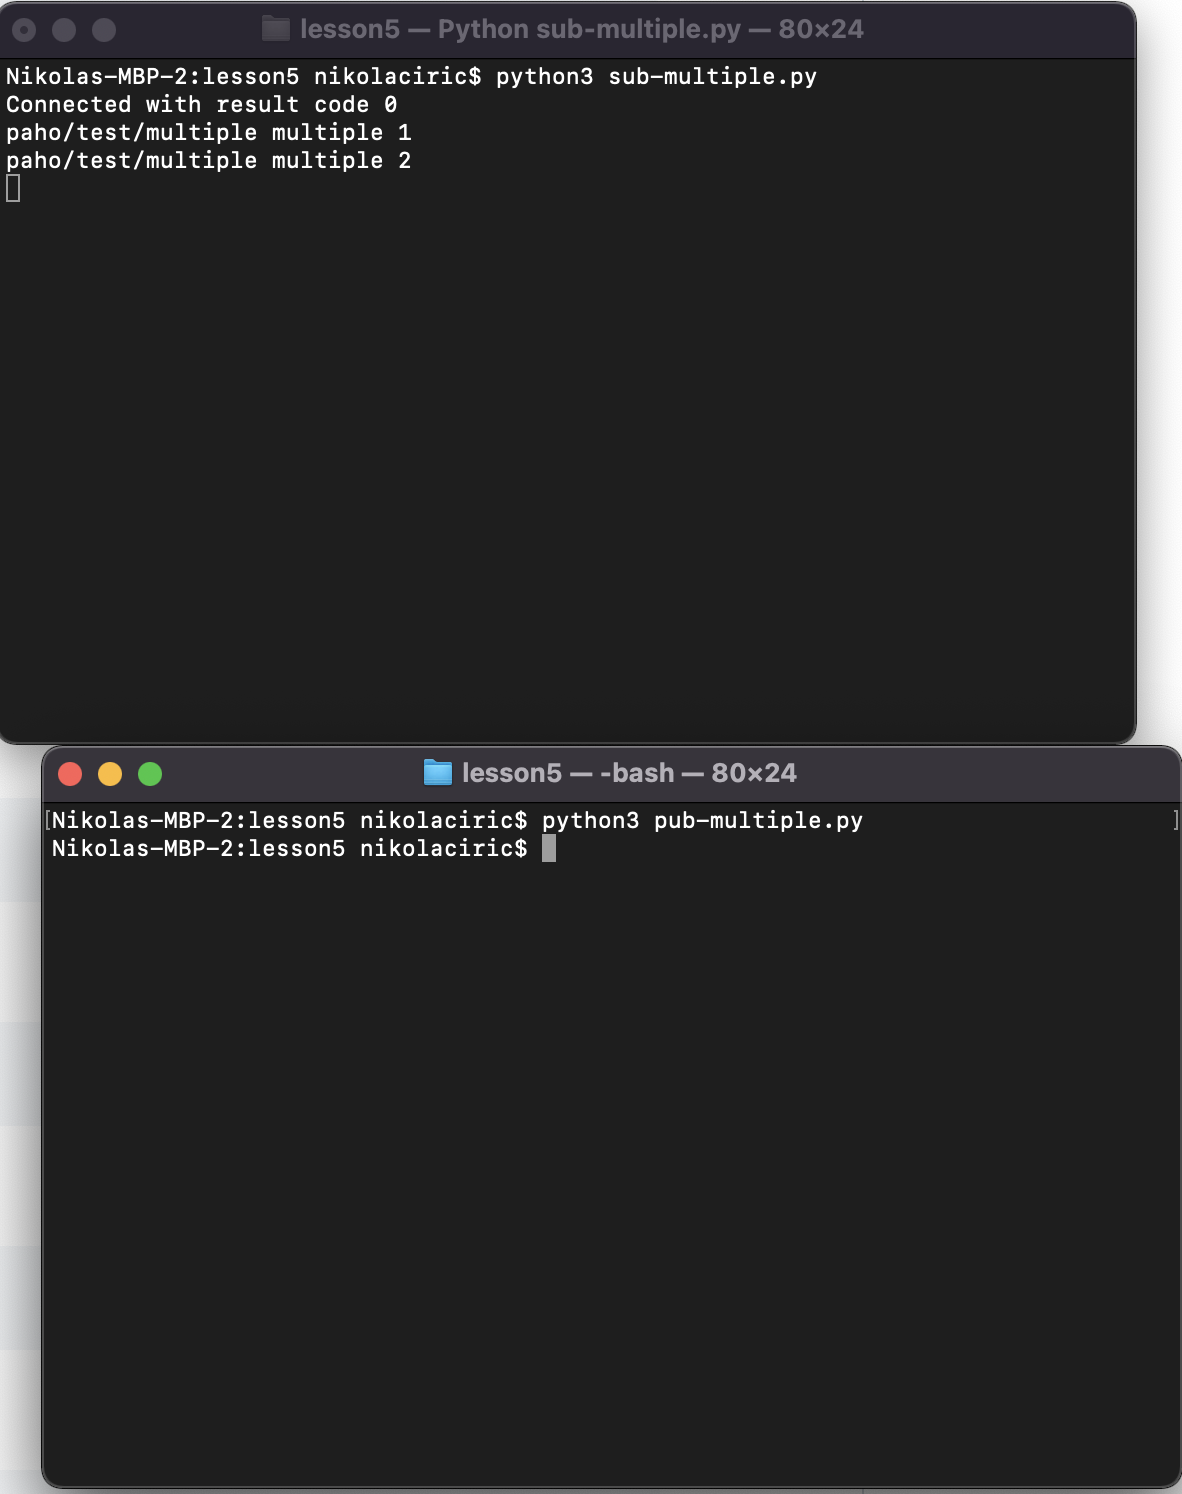 lesson5 — Python sub-multiple.py — 80×24
Nikolas-MBP-2:lesson5 nikolaciric$ python3 sub-multiple.py
Connected with result code 0
paho/test/multiple multiple 1
paho/test/multiple multiple 2
lesson5 — -bash — 80×24
[Nikolas-MBP-2:lesson5 nikolaciric$ python3 pub-multiple.py ]
Nikolas-MBP-2:lesson5 nikolaciric$